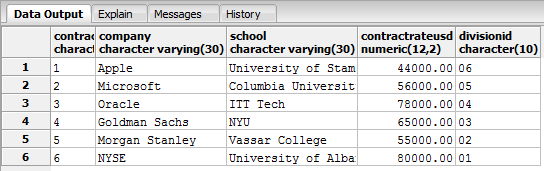 Data Output Explain Messages History
contrac company school contractrateusd divisionid
charact character varying(30) character varying(30) numeric(12,2) character(10)
1 1 Apple University of Stam 44000.00 06
2 2 Microsoft Columbia Universit 56000.00 05
3 3 Oracle ITT Tech 78000.00 04
4 4 Goldman Sachs NYU 65000.00 03
5 5 Morgan Stanley Vassar College 55000.00 02
6 6 NYSE University of Alba 80000.00 01